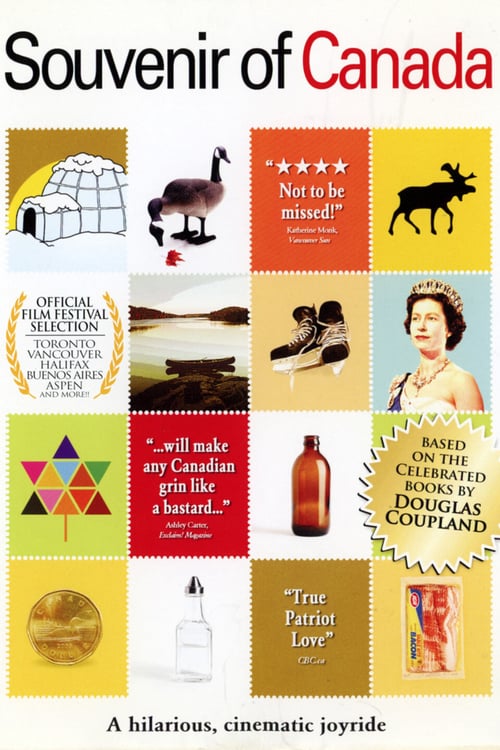 Souvenir of Canada
"★★★★
Not to be
missed!"
Katherine Monk,
Vancouver Sun
OFFICIAL
FILM FESTIVAL
SELECTION
TORONTO
VANCOUVER
HALIFAX
BUENOS AIRES
ASPEN
AND MORE!!
"...will make
any Canadian
grin like
a bastard..."
Ashley Carter,
Exclaim! Magazine
BASED
ON THE
CELEBRATED
BOOKS BY
DOUGLAS
COUPLAND
CANADA
DOLLAR
"True
Patriot
Love"
CBC.ca
BACON
A hilarious, cinematic joyride